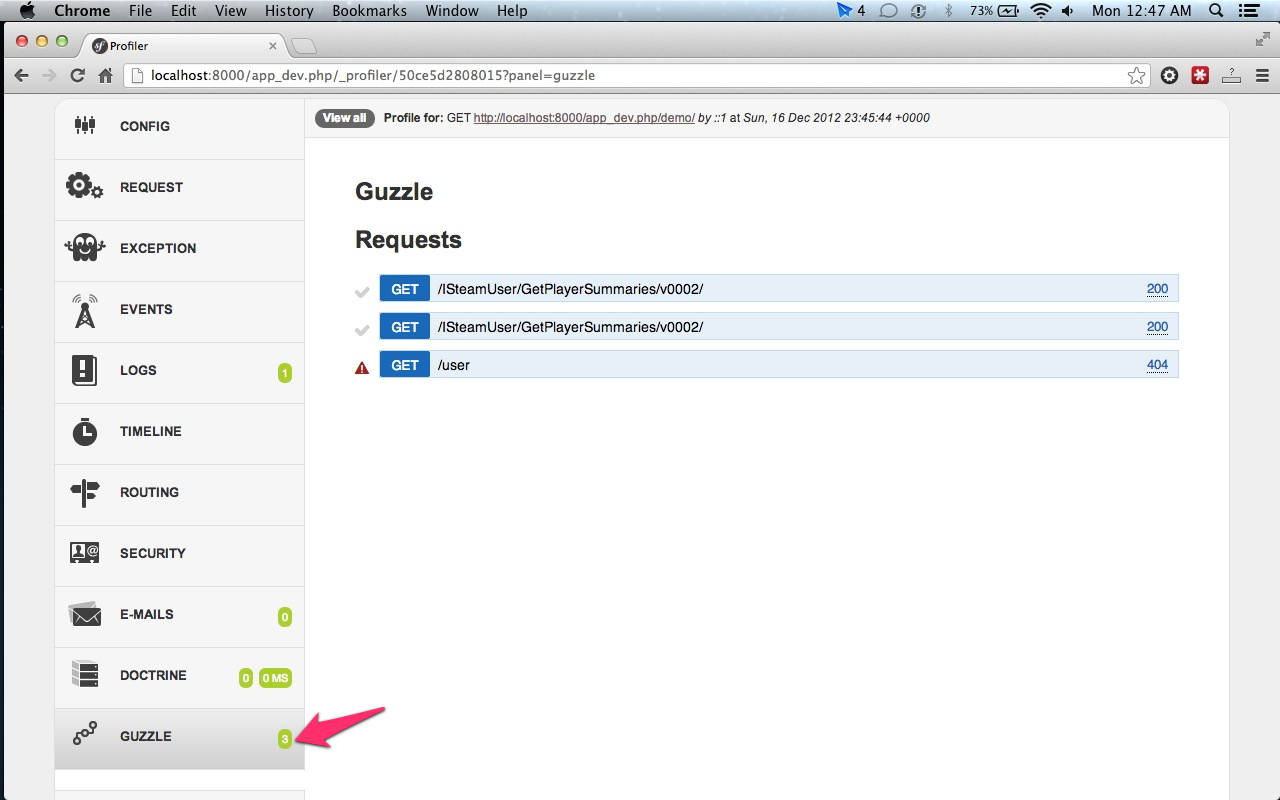 Chrome File Edit View History Bookmarks Window Help 4 73% Mon 12:47 AM
sf Profiler
localhost:8000/app_dev.php/_profiler/50ce5d2808015?panel=guzzle
View all Profile for: GET http://localhost:8000/app_dev.php/demo/ by ::1 at Sun, 16 Dec 2012 23:45:44 +0000
CONFIG
REQUEST
EXCEPTION
EVENTS
LOGS 1
TIMELINE
ROUTING
SECURITY
E-MAILS 0
DOCTRINE 0 0 MS
GUZZLE 3
Guzzle
Requests
GET /ISteamUser/GetPlayerSummaries/v0002/ 200
GET /ISteamUser/GetPlayerSummaries/v0002/ 200
GET /user 404